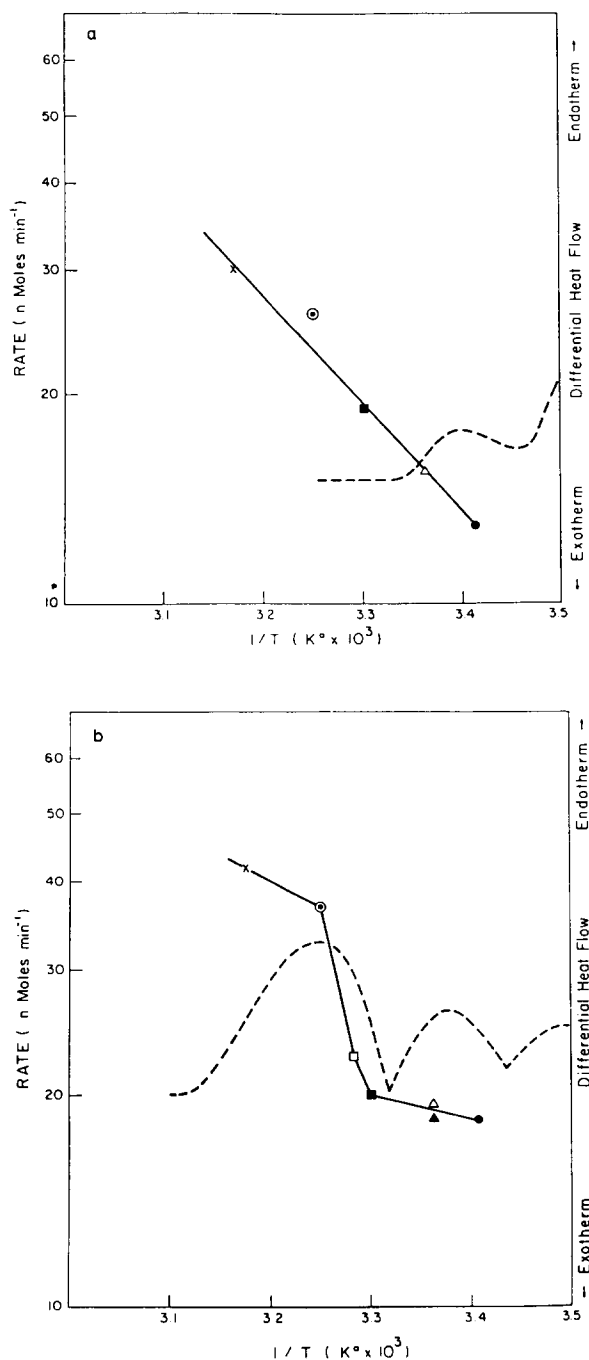 a
60
50
40
30
20
10
RATE ( n Moles min⁻¹)
3.1
3.2
3.3
3.4
3.5
1/T ( K° x 10³)
Endotherm →
Differential Heat Flow
← Exotherm
b
60
50
40
30
20
10
RATE ( n Moles min⁻¹)
3.1
3.2
3.3
3.4
3.5
1/T ( K° x 10³)
Endotherm →
Differential Heat Flow
← Exotherm